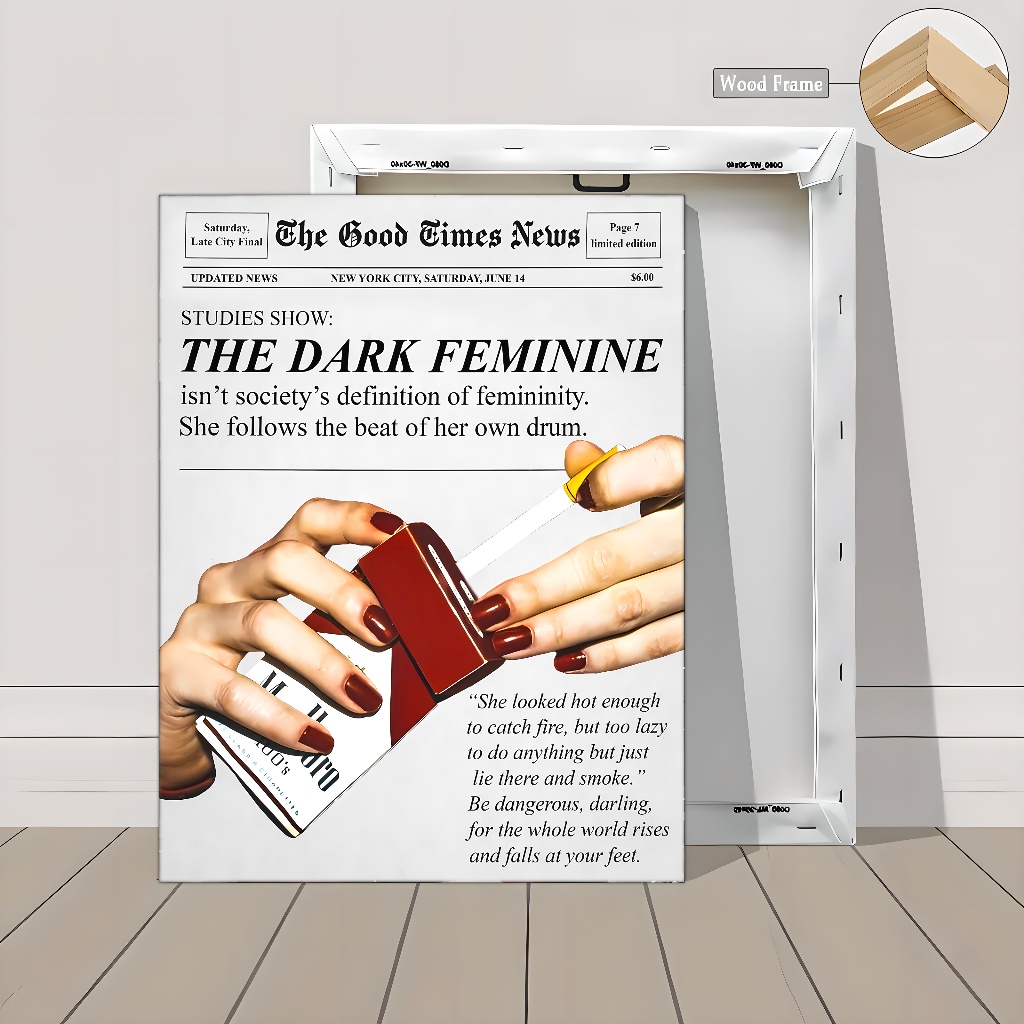 Wood Frame
Saturday,
Late City Final
The Good Times News
Page 7
limited edition
UPDATED NEWS
NEW YORK CITY, SATURDAY, JUNE 14
$6.00
STUDIES SHOW:
THE DARK FEMININE
isn’t society’s definition of femininity.
She follows the beat of her own drum.
100's
“She looked hot enough
to catch fire, but too lazy
to do anything but just
lie there and smoke.”
Be dangerous, darling,
for the whole world rises
and falls at your feet.